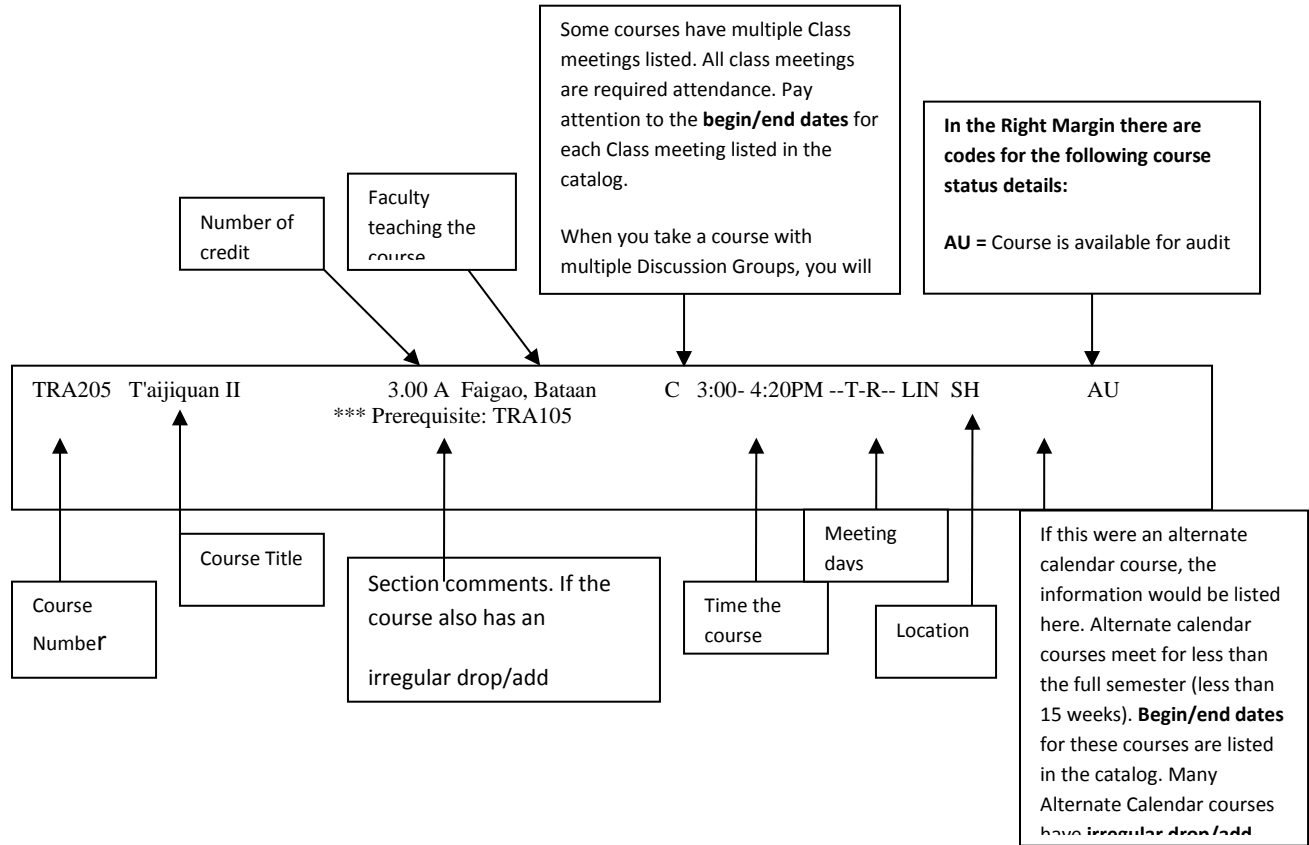 Some courses have multiple Class
meetings listed. All class meetings
are required attendance. Pay
attention to the begin/end dates for
each Class meeting listed in the
catalog.
When you take a course with
multiple Discussion Groups, you will
In the Right Margin there are
codes for the following course
status details:
AU = Course is available for audit
Faculty
teaching the
course
Number of
credit
TRA205 T'aijiquan II 3.00 A Faigao, Bataan C 3:00- 4:20PM --T-R-- LIN SH AU
*** Prerequisite: TRA105
Course
Number
Course Title
Section comments. If the
course also has an
irregular drop/add
Time the
course
Meeting
days
Location
If this were an alternate
calendar course, the
information would be listed
here. Alternate calendar
courses meet for less than
the full semester (less than
15 weeks). Begin/end dates
for these courses are listed
in the catalog. Many
Alternate Calendar courses
have irregular drop/add